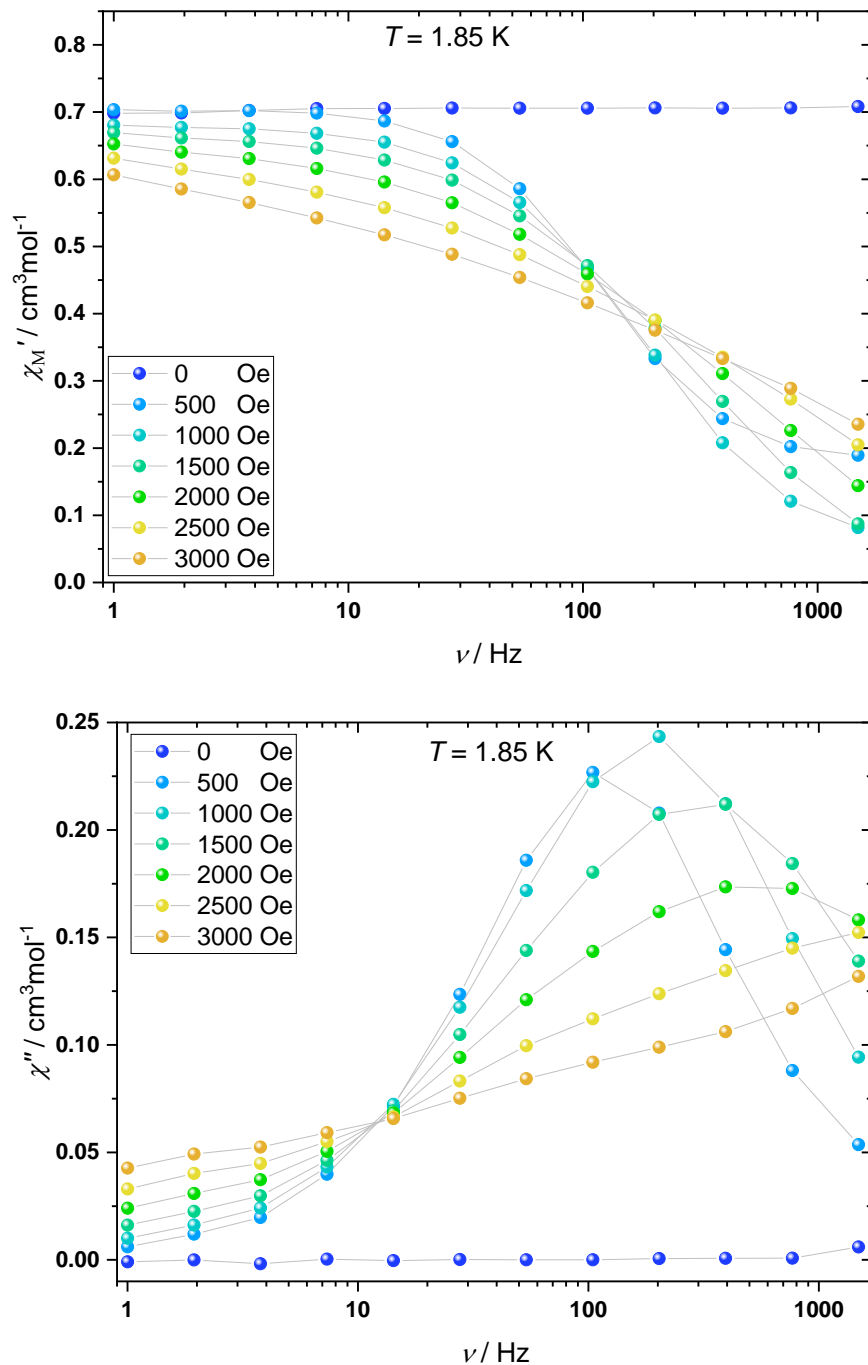 T = 1.85 K
0.8
0.7
0.6
0.5
0.4
0.3
0.2
0.1
0.0
χM′ / cm³mol⁻¹
0 Oe
500 Oe
1000 Oe
1500 Oe
2000 Oe
2500 Oe
3000 Oe
1 10 100 1000
ν / Hz
T = 1.85 K
0.25
0.20
0.15
0.10
0.05
0.00
χ″ / cm³mol⁻¹
0 Oe
500 Oe
1000 Oe
1500 Oe
2000 Oe
2500 Oe
3000 Oe
1 10 100 1000
ν / Hz